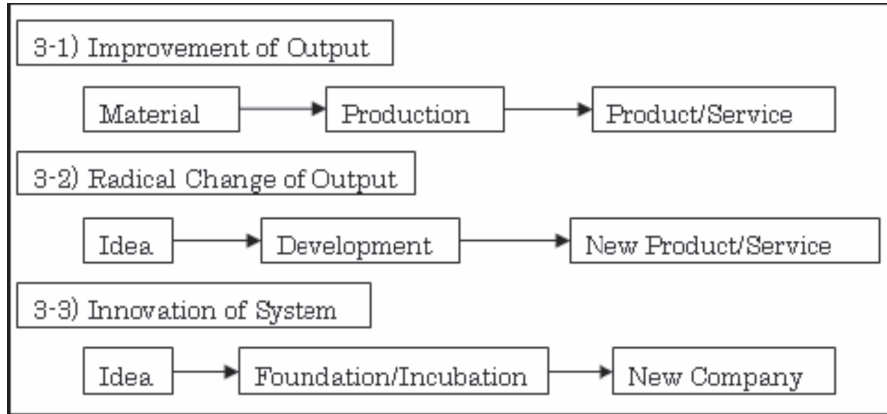 3-1) Improvement of Output
Material Production Product/Service
3-2) Radical Change of Output
Idea Development New Product/Service
3-3) Innovation of System
Idea Foundation/Incubation New Company